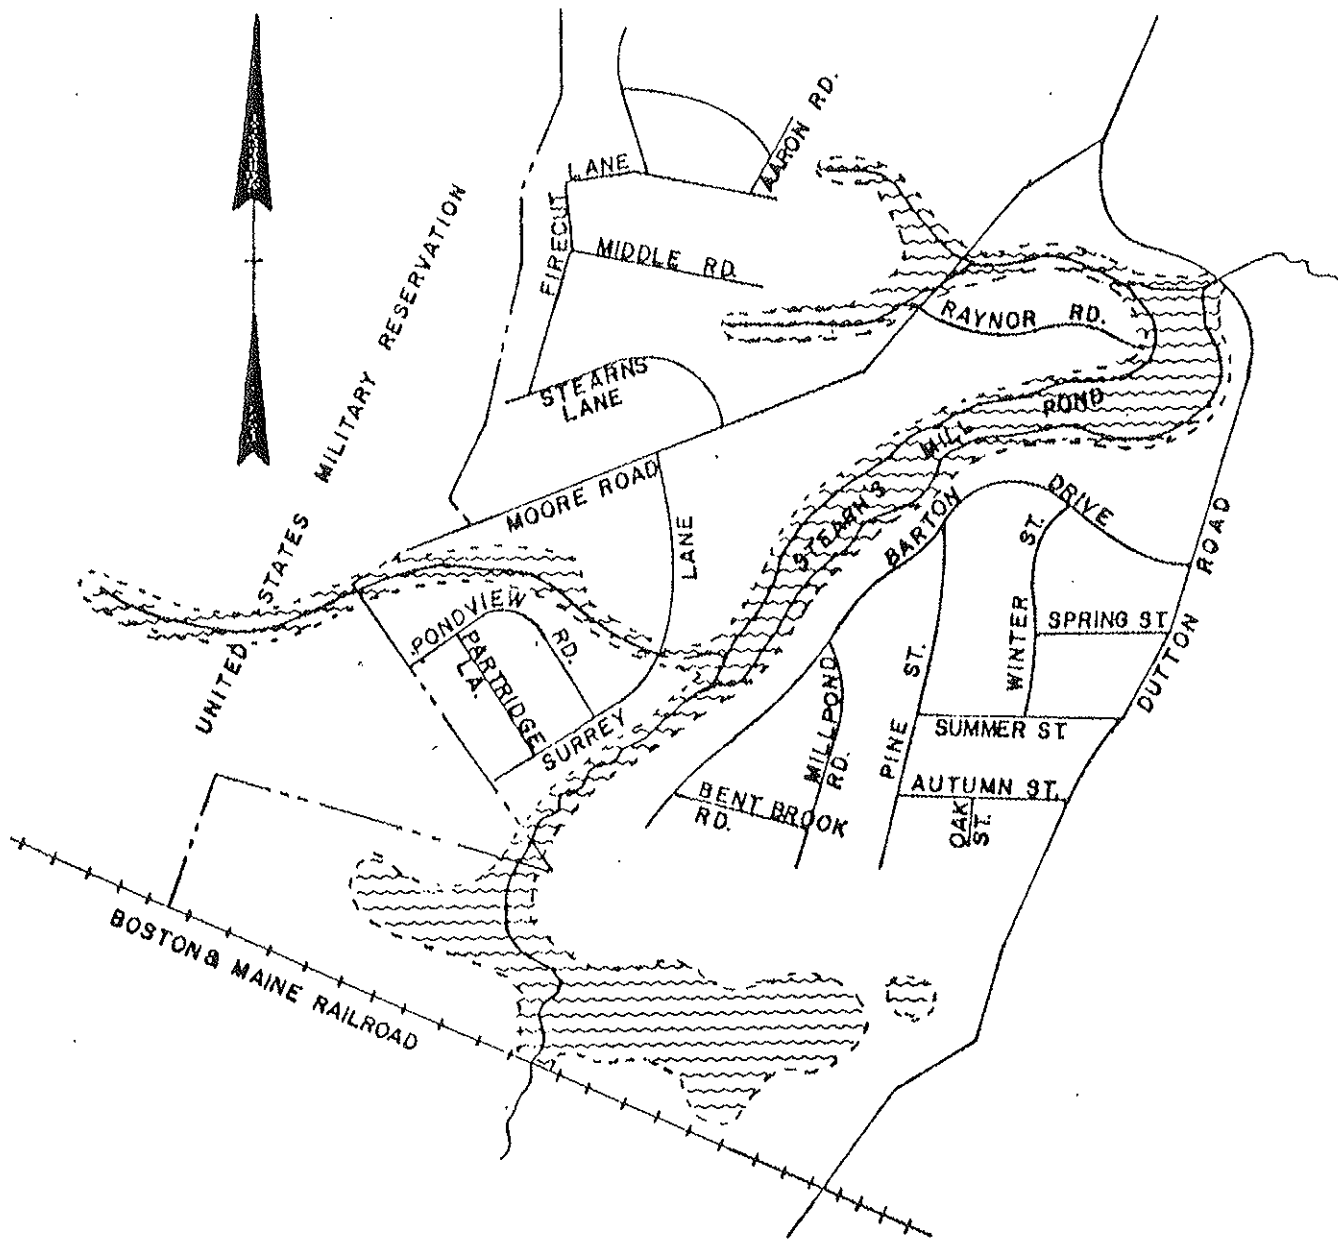 AARON RD.
LANE
FIRECUT
MIDDLE RD.
UNITED STATES MILITARY RESERVATION
RAYNOR RD.
STEARNS
LANE
STEARN'S MILL POND
MOORE ROAD
BARTON DRIVE
LANE
DUTTON ROAD
PONDVIEW RD.
PARTRIDGE
LA.
SURREY
WINTER ST.
SPRING ST.
MILLPOND
RD.
PINE ST.
SUMMER ST.
AUTUMN ST.
BENT BROOK
RD.
OAK
ST.
BOSTON & MAINE RAILROAD